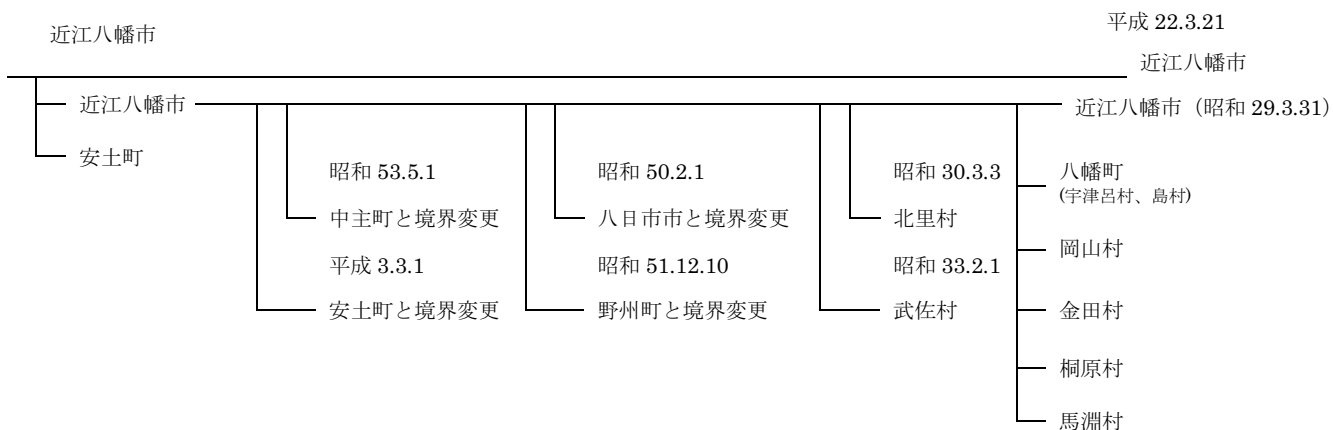 近江八幡市
平成 22.3.21
近江八幡市
近江八幡市
近江八幡市（昭和 29.3.31）
安土町
昭和 53.5.1
中主町と境界変更
平成 3.3.1
安土町と境界変更
昭和 50.2.1
八日市市と境界変更
昭和 51.12.10
野州町と境界変更
昭和 30.3.3
北里村
昭和 33.2.1
武佐村
八幡町
(宇津呂村、島村)
岡山村
金田村
桐原村
馬淵村